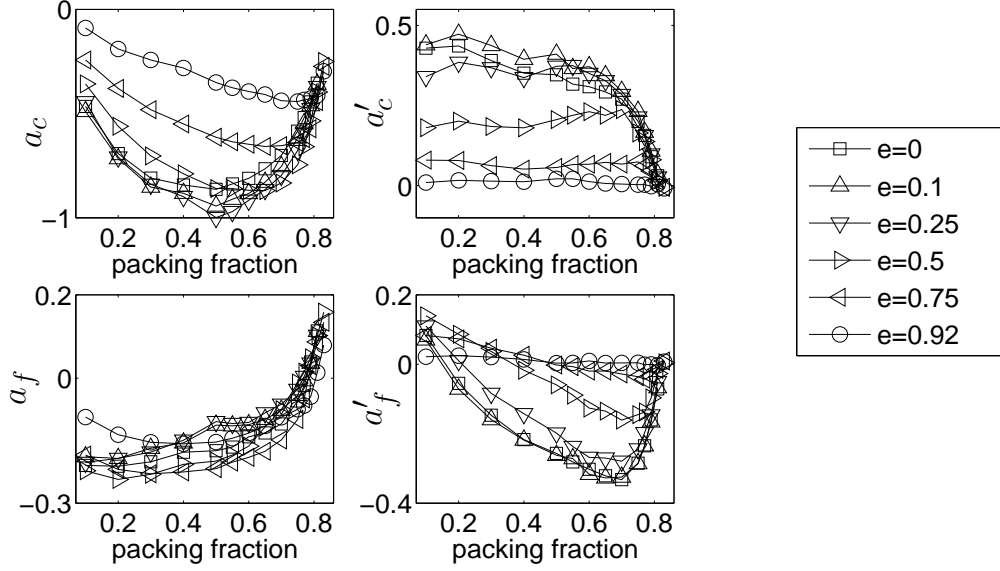 0
−1
a_c
0.2 0.4 0.6 0.8
packing fraction
0.5
0
a′_c
0.2 0.4 0.6 0.8
packing fraction
e=0
e=0.1
e=0.25
e=0.5
e=0.75
e=0.92
0.2
0
−0.3
a_f
0.2 0.4 0.6 0.8
packing fraction
0.2
0
−0.4
a′_f
0.2 0.4 0.6 0.8
packing fraction